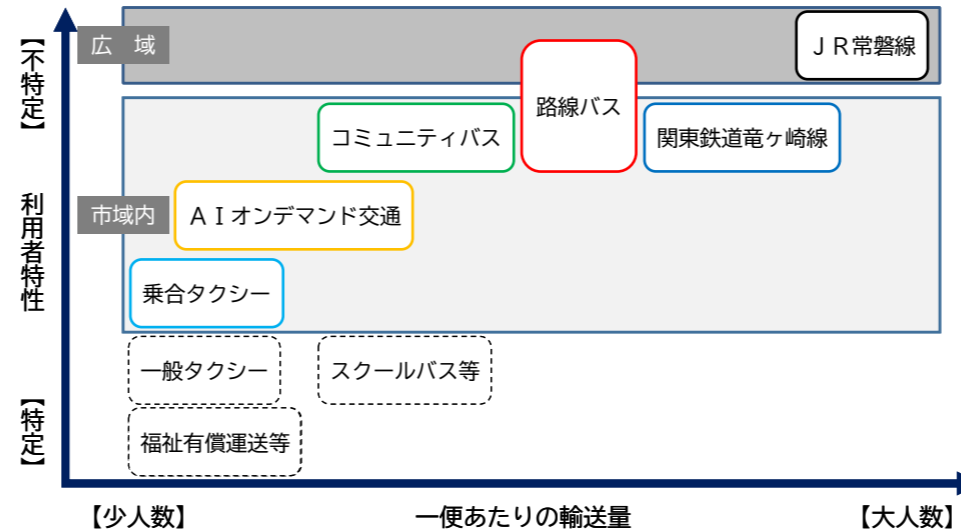 【不特定】
利用者特性
【特定】
広　域
ＪＲ常磐線
路線バス
コミュニティバス
関東鉄道竜ヶ崎線
市域内
ＡＩオンデマンド交通
乗合タクシー
一般タクシー
スクールバス等
福祉有償運送等
【少人数】
一便あたりの輸送量
【大人数】